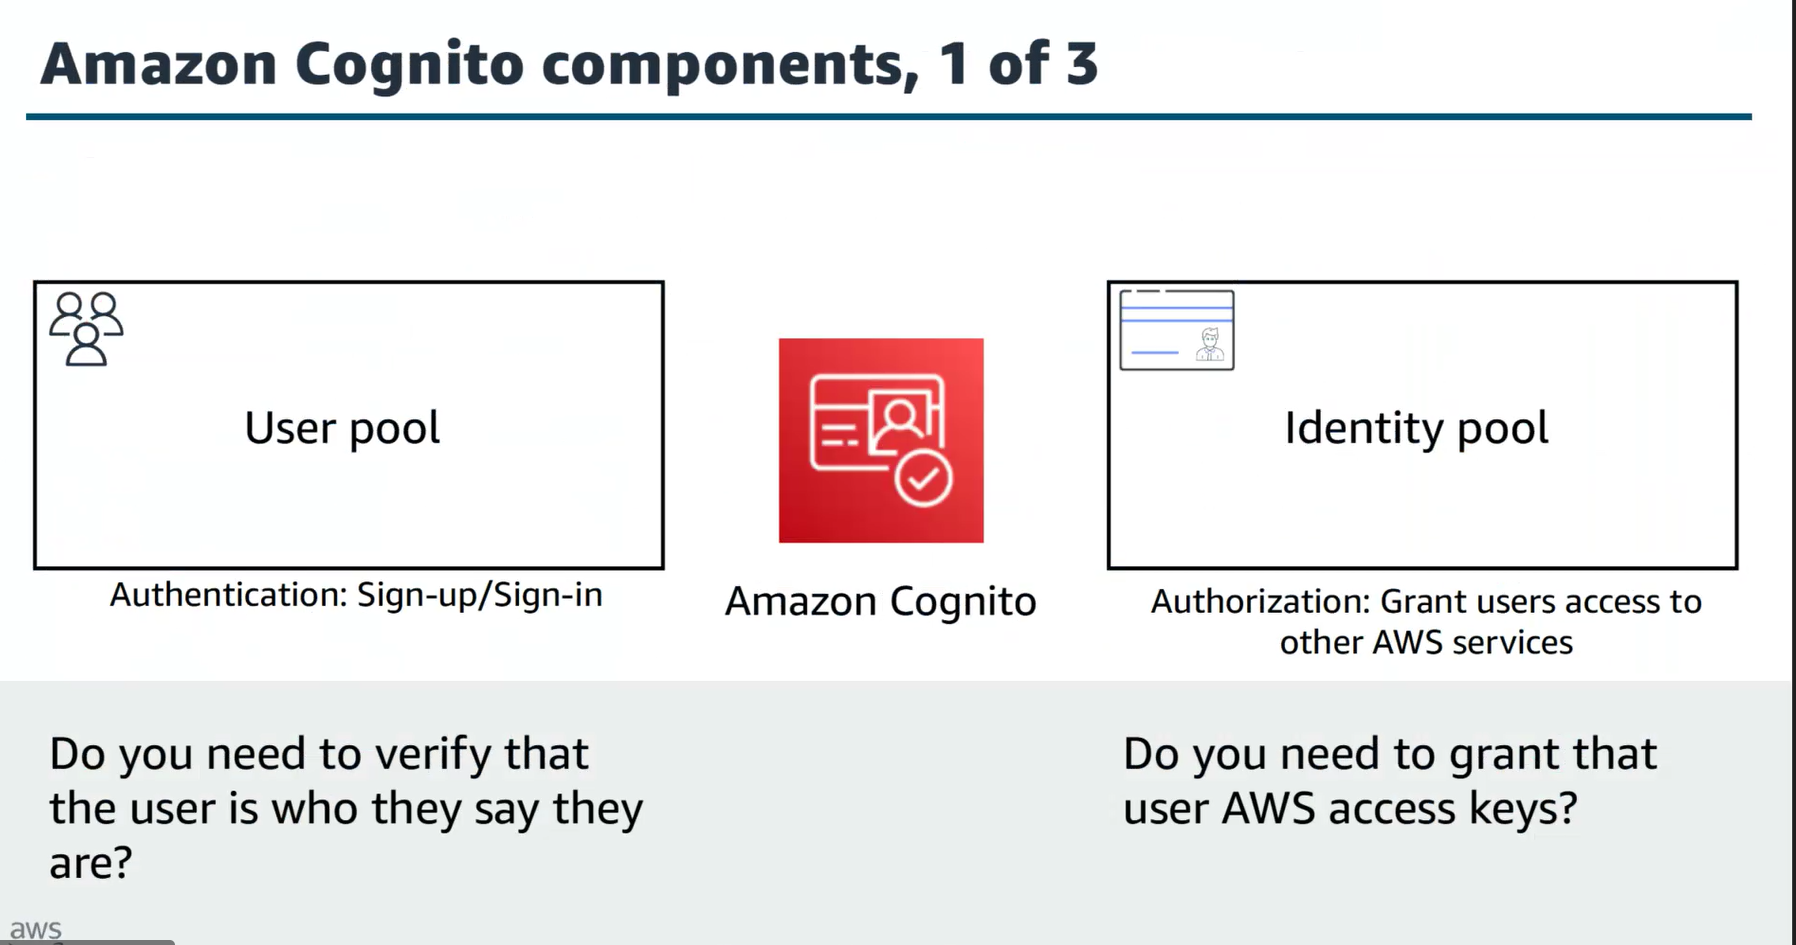 Amazon Cognito components, 1 of 3
User pool
Authentication: Sign-up/Sign-in
Amazon Cognito
Identity pool
Authorization: Grant users access to
other AWS services
Do you need to verify that
the user is who they say they
are?
Do you need to grant that
user AWS access keys?
aws